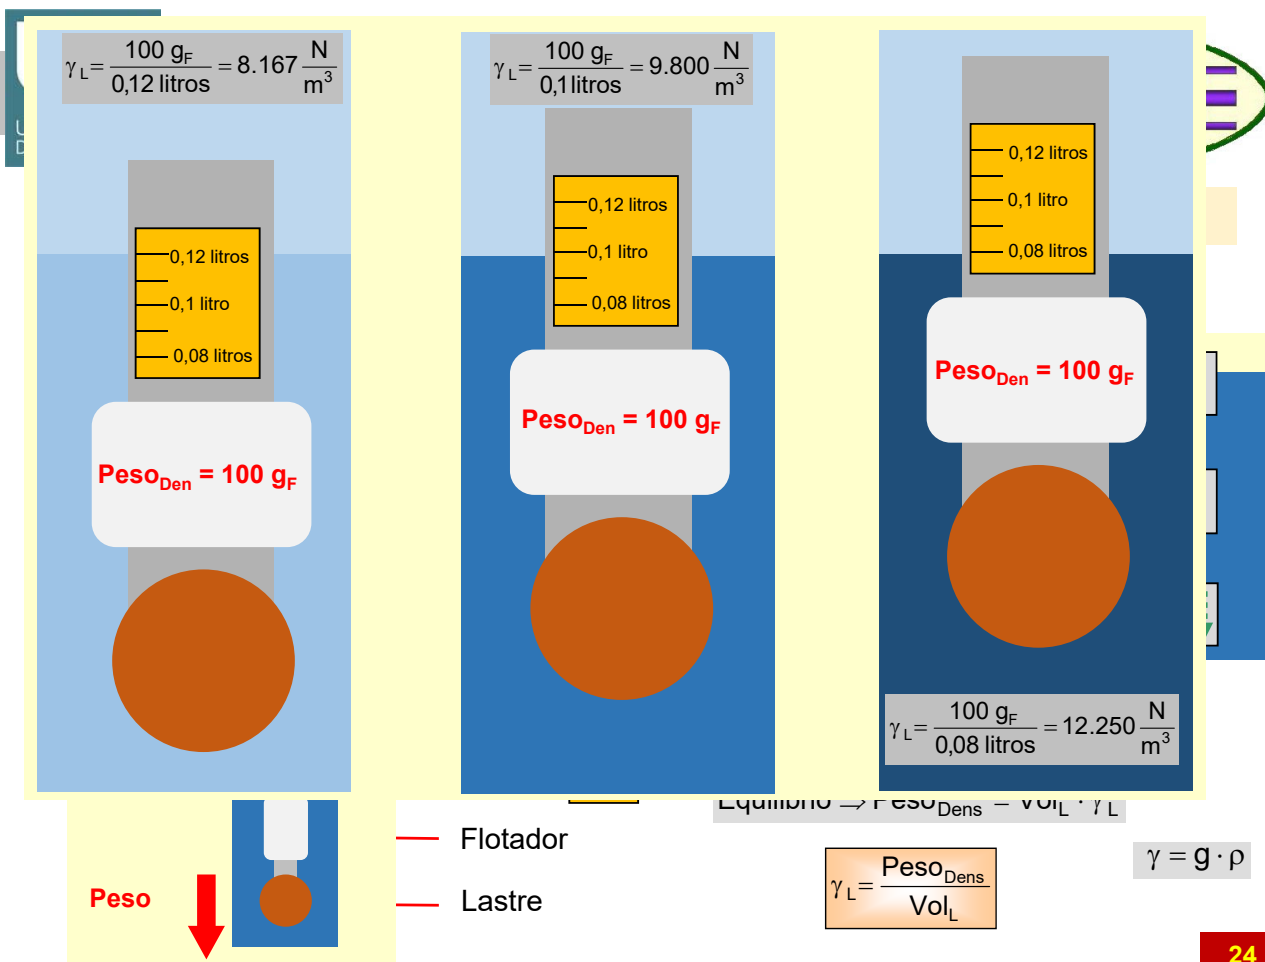 γ L = 100 gF / 0,12 litros = 8.167 N / m³
0,12 litros
0,1 litro
0,08 litros
PesoDen = 100 gF
γ L = 100 gF / 0,1 litros = 9.800 N / m³
0,12 litros
0,1 litro
0,08 litros
PesoDen = 100 gF
0,12 litros
0,1 litro
0,08 litros
PesoDen = 100 gF
γ L = 100 gF / 0,08 litros = 12.250 N / m³
Equilibrio ⇒ PesoDens = VolL · γL
Flotador
Lastre
Peso
γ L = PesoDens / VolL
γ = g · ρ
24